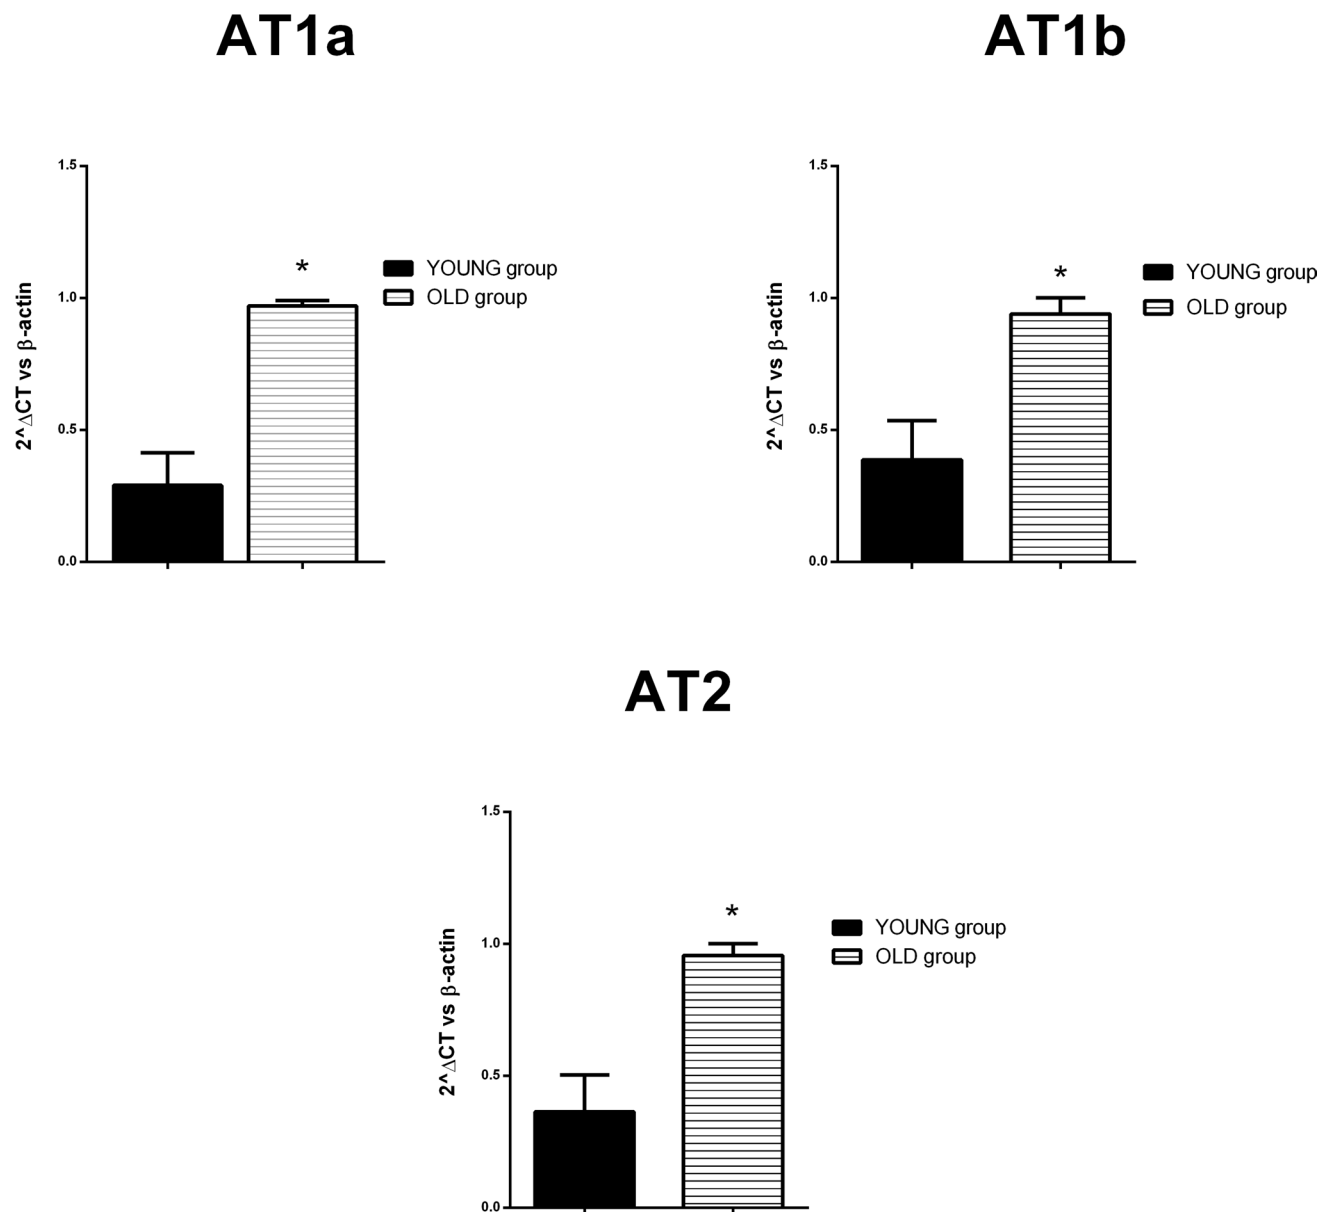 AT1a
1.5
1.0
0.5
0.0
2^ΔCT vs β-actin
*
YOUNG group
OLD group
AT1b
1.5
1.0
0.5
0.0
2^ΔCT vs β-actin
*
YOUNG group
OLD group
AT2
1.5
1.0
0.5
0.0
2^ΔCT vs β-actin
*
YOUNG group
OLD group